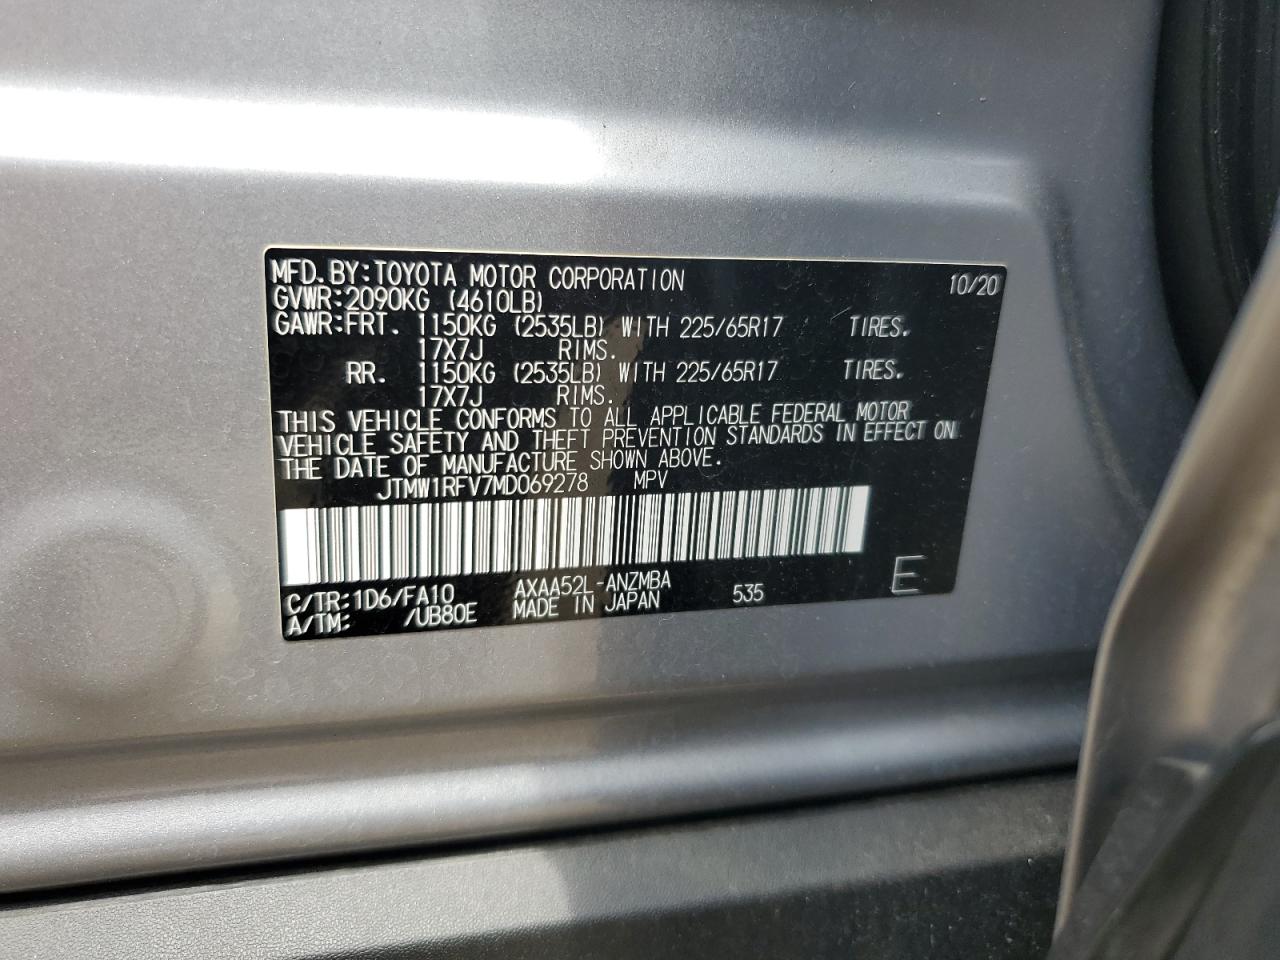 MFD.BY:TOYOTA MOTOR CORPORATION 10/20
GVWR:2090KG (4610LB)
GAWR:FRT. 1150KG (2535LB) WITH 225/65R17 TIRES.
17X7J RIMS.
RR. 1150KG (2535LB) WITH 225/65R17 TIRES.
17X7J RIMS.
THIS VEHICLE CONFORMS TO ALL APPLICABLE FEDERAL MOTOR
VEHICLE SAFETY AND THEFT PREVENTION STANDARDS IN EFFECT ON
THE DATE OF MANUFACTURE SHOWN ABOVE.
JTMW1RFV7MD069278 MPV
C/TR:1D6/FA10 AXAA52L-ANZMBA 535 E
A/TM: /UB80E MADE IN JAPAN